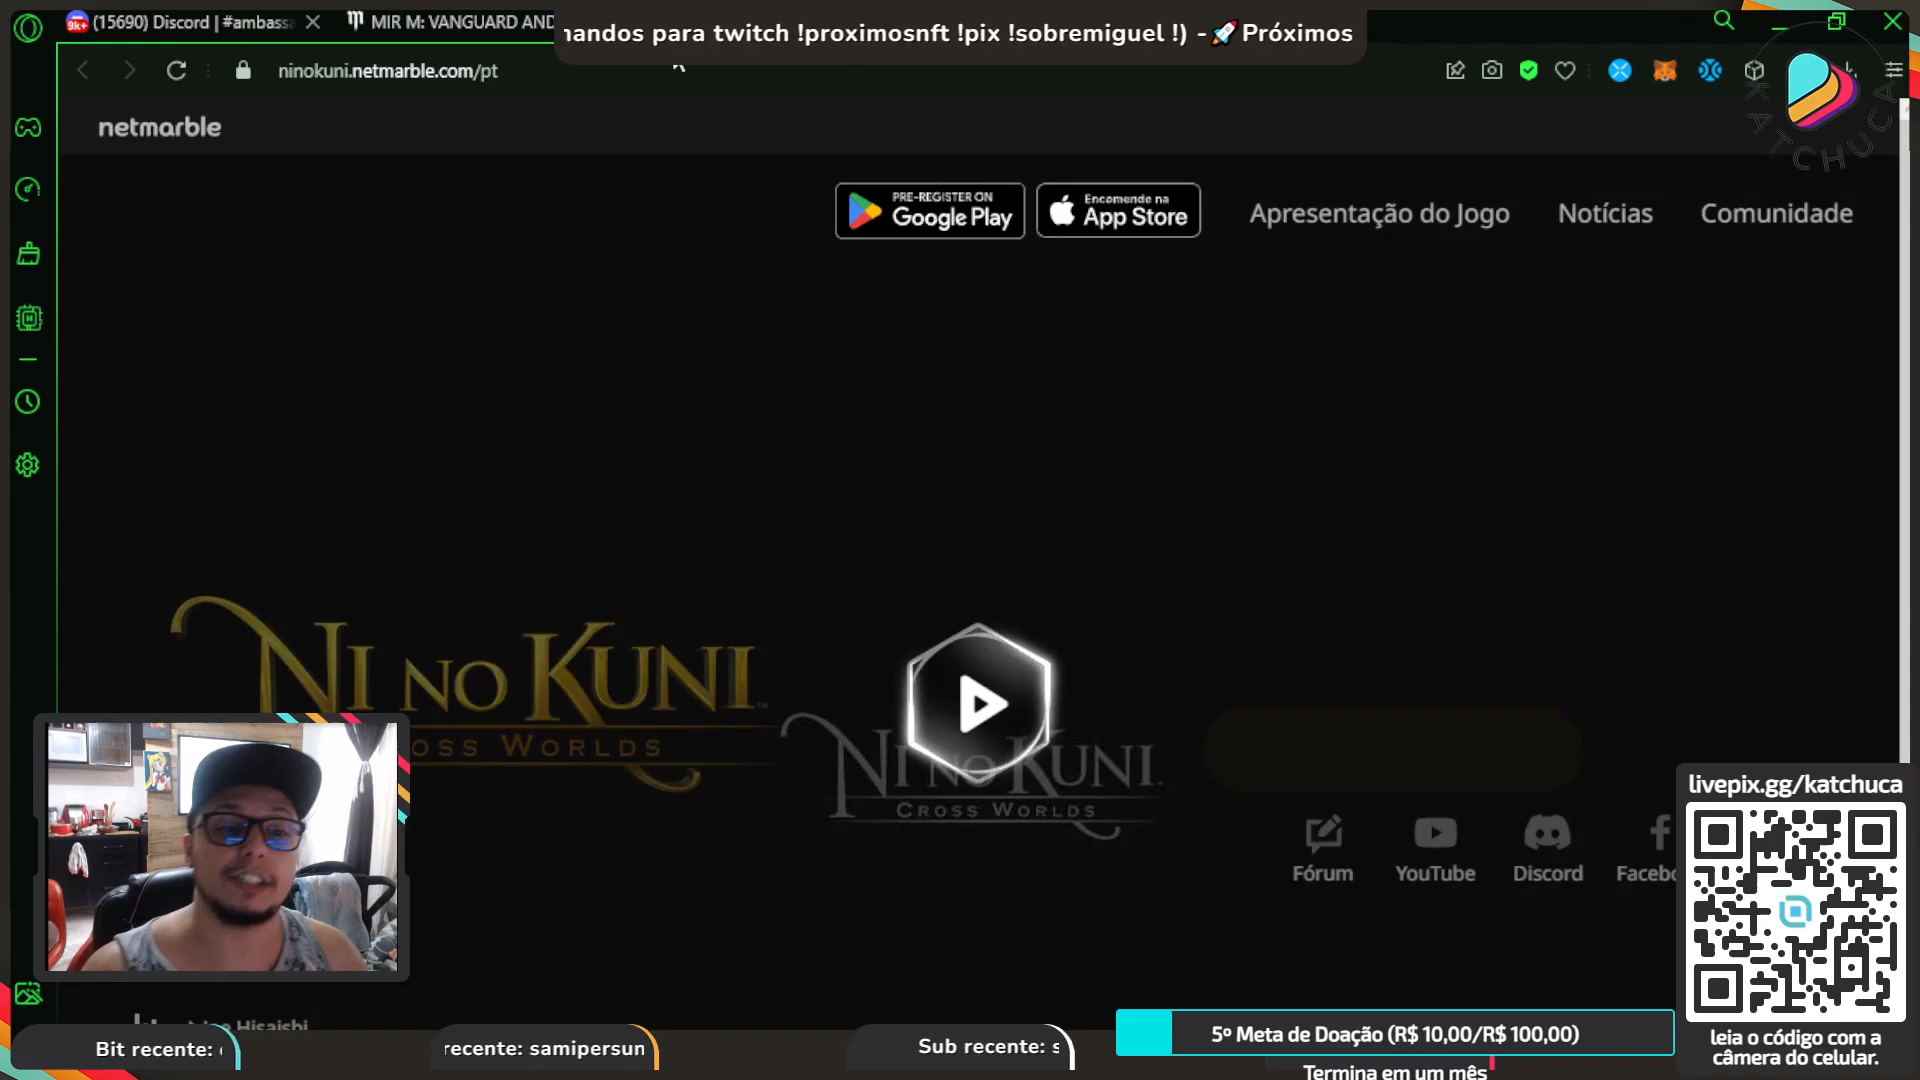 (15690) Discord | #ambass
MIR M: VANGUARD AND
nandos para twitch !proximosnft !pix !sobremiguel !) - 🚀 Próximos
ninokuni.netmarble.com/pt
netmarble
KATCHUCA
PRE-REGISTER ON
Google Play
Encomende na
App Store
Apresentação do Jogo
Notícias
Comunidade
NI NO KUNI
OSS WORLDS
NI NO KUNI
CROSS WORLDS
Fórum
YouTube
Discord
Facebo
livepix.gg/katchuca
leia o código com a
câmera do celular.
Hisaishi
Bit recente:
recente: samipersun
Sub recente: s
5º Meta de Doação (R$ 10,00/R$ 100,00)
Termina em um mês